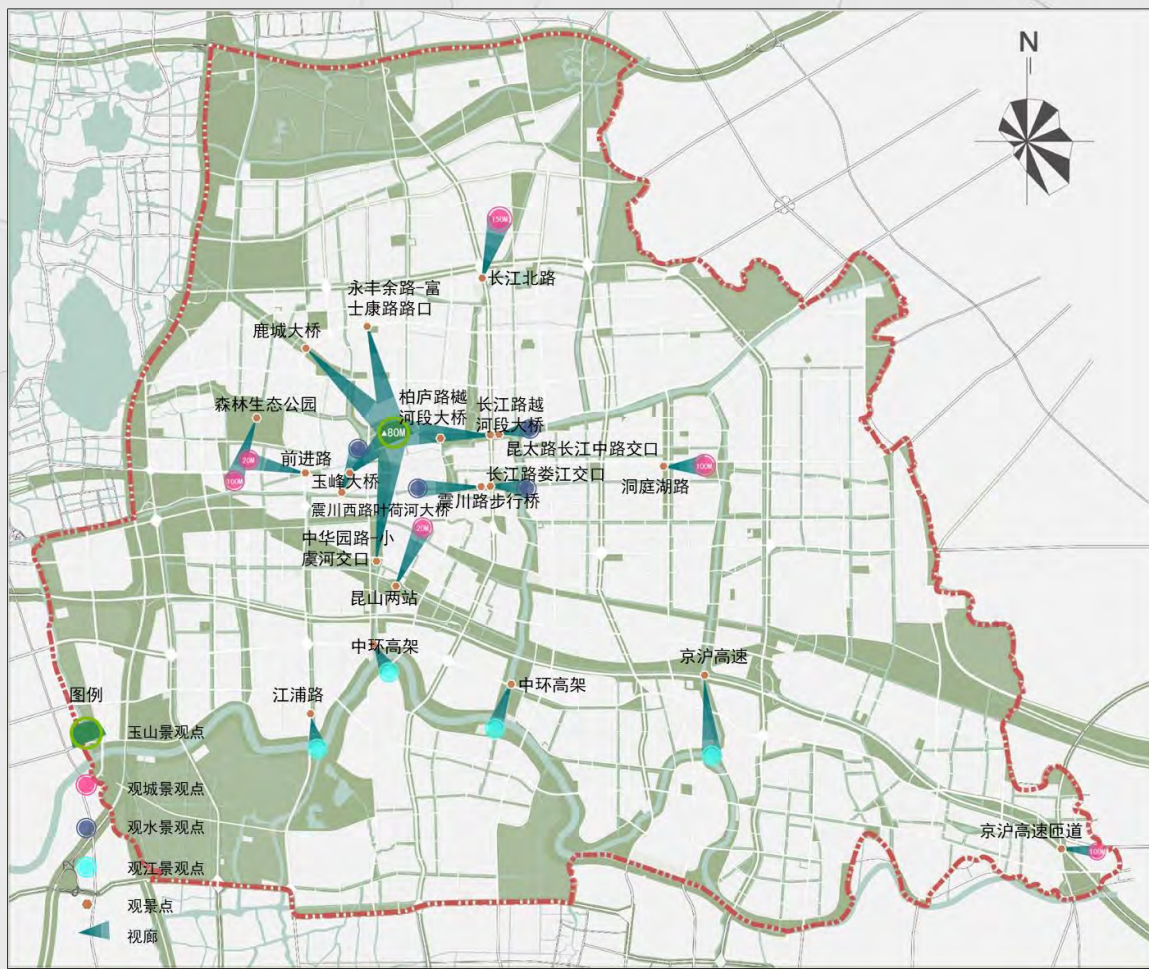 N
150M
长江北路
永丰余路-富
士康路路口
鹿城大桥
森林生态公园
柏庐路樾
河段大桥
长江路越
河段大桥
▲80M
昆太路长江中路交口
前进路
20M
100M
玉峰大桥
长江路娄江交口
洞庭湖路
100M
震川路步行桥
震川西路叶荷河大桥
中华园路-小
虞河交口
20M
昆山两站
中环高架
京沪高速
中环高架
江浦路
图例
玉山景观点
观城景观点
观水景观点
观江景观点
观景点
视廊
京沪高速匝道
100M